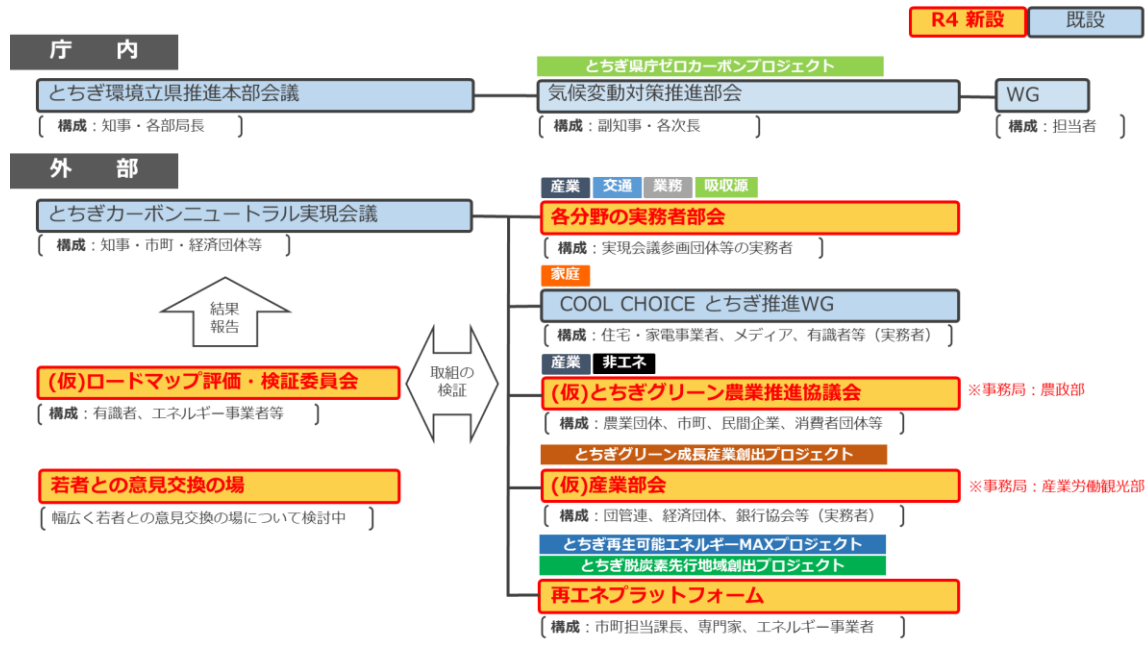 R4 新設
既設
庁 内
とちぎ県庁ゼロカーボンプロジェクト
とちぎ環境立県推進本部会議
気候変動対策推進部会
WG
構成：知事・各部局長
構成：副知事・各次長
構成：担当者
外 部
産業
交通
業務
吸収源
とちぎカーボンニュートラル実現会議
各分野の実務者部会
構成：知事・市町・経済団体等
構成：実現会議参画団体等の実務者
家庭
COOL CHOICE とちぎ推進WG
構成：住宅・家電事業者、メディア、有識者等（実務者）
結果
報告
取組の
検証
産業
非エネ
(仮)ロードマップ評価・検証委員会
(仮)とちぎグリーン農業推進協議会
※事務局：農政部
構成：有識者、エネルギー事業者等
構成：農業団体、市町、民間企業、消費者団体等
とちぎグリーン成長産業創出プロジェクト
若者との意見交換の場
(仮)産業部会
※事務局：産業労働観光部
幅広く若者との意見交換の場について検討中
構成：団管連、経済団体、銀行協会等（実務者）
とちぎ再生可能エネルギーMAXプロジェクト
とちぎ脱炭素先行地域創出プロジェクト
再エネプラットフォーム
構成：市町担当課長、専門家、エネルギー事業者